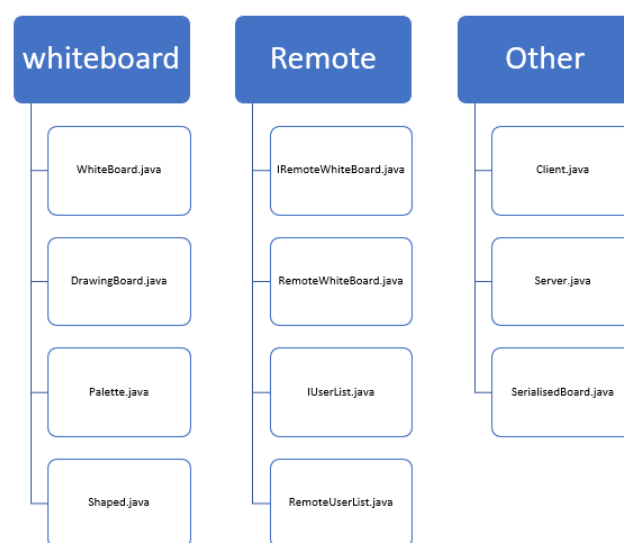 whiteboard
WhiteBoard.java
DrawingBoard.java
Palette.java
Shaped.java
Remote
IRemoteWhiteBoard.java
RemoteWhiteBoard.java
IUserList.java
RemoteUserList.java
Other
Client.java
Server.java
SerialisedBoard.java